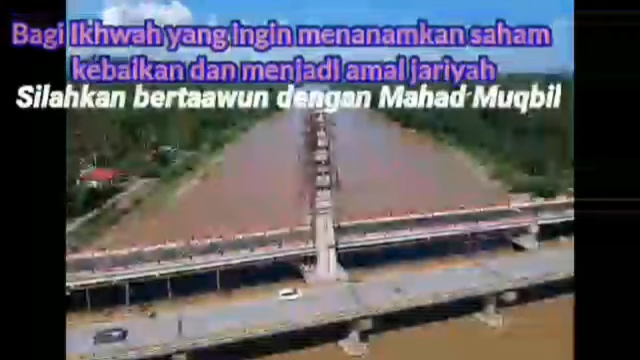 Bagi Ikhwah yang ingin menanamkan saham
kebaikan dan menjadi amal jariyah
Silahkan bertaawun dengan Mahad Muqbil